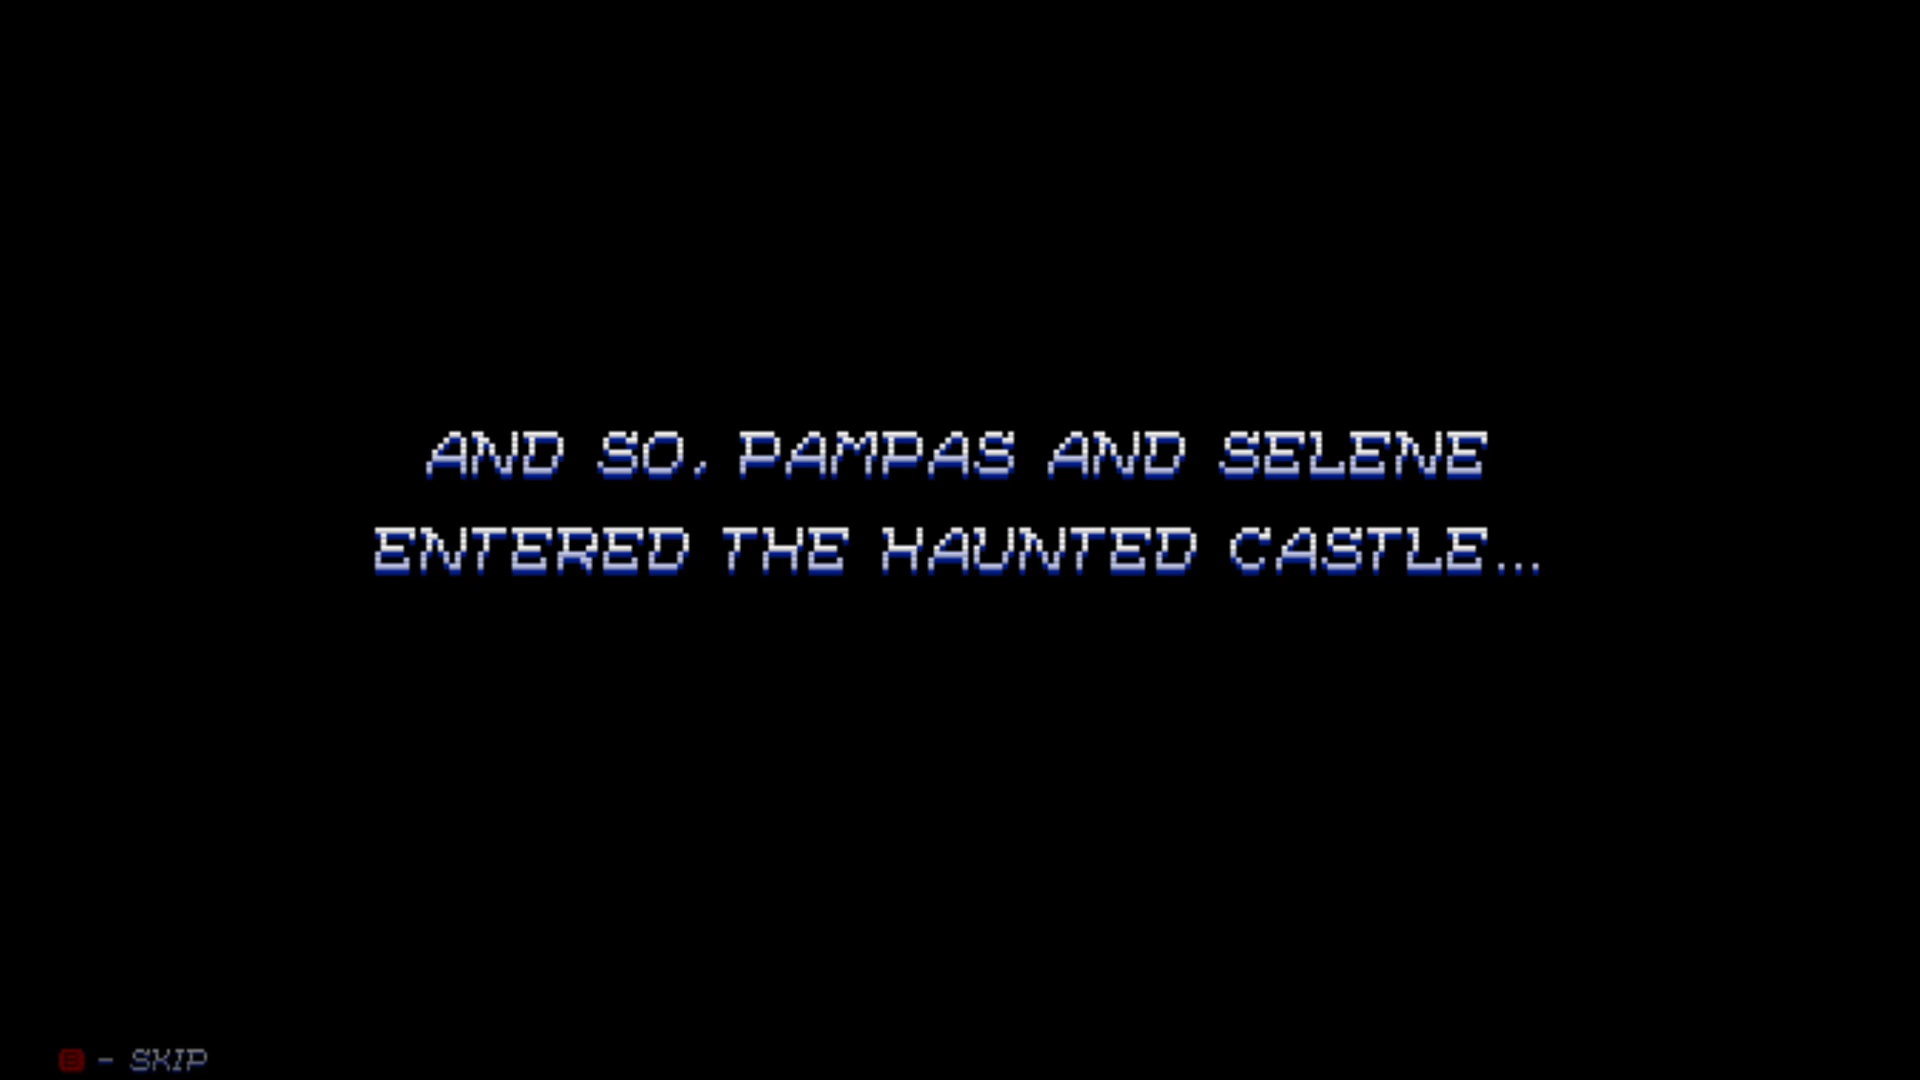 AND SO, PAMPAS AND SELENE
ENTERED THE HAUNTED CASTLE...
B - SKIP